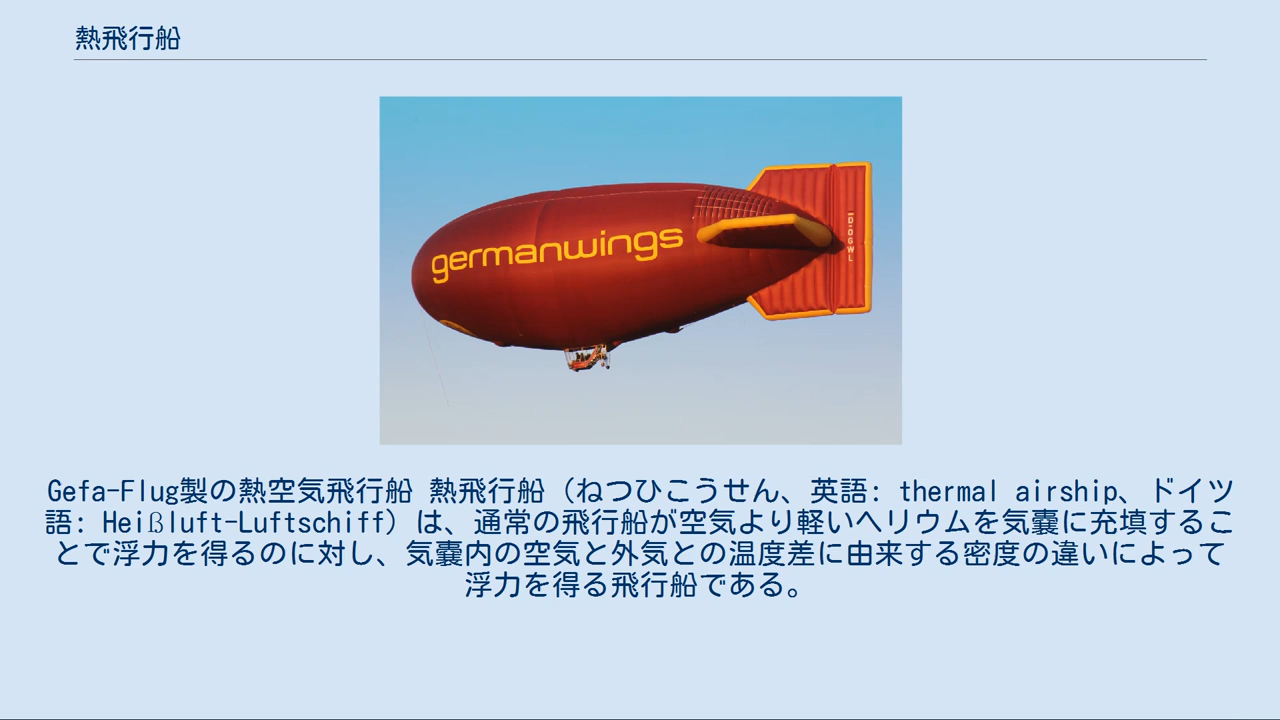 熱飛行船
germanwings
D-OGWL
Gefa-Flug製の熱空気飛行船 熱飛行船（ねつひこうせん、英語: thermal airship、ドイツ
語: Heißluft-Luftschiff）は、通常の飛行船が空気より軽いヘリウムを気嚢に充填するこ
とで浮力を得るのに対し、気嚢内の空気と外気との温度差に由来する密度の違いによって
浮力を得る飛行船である。